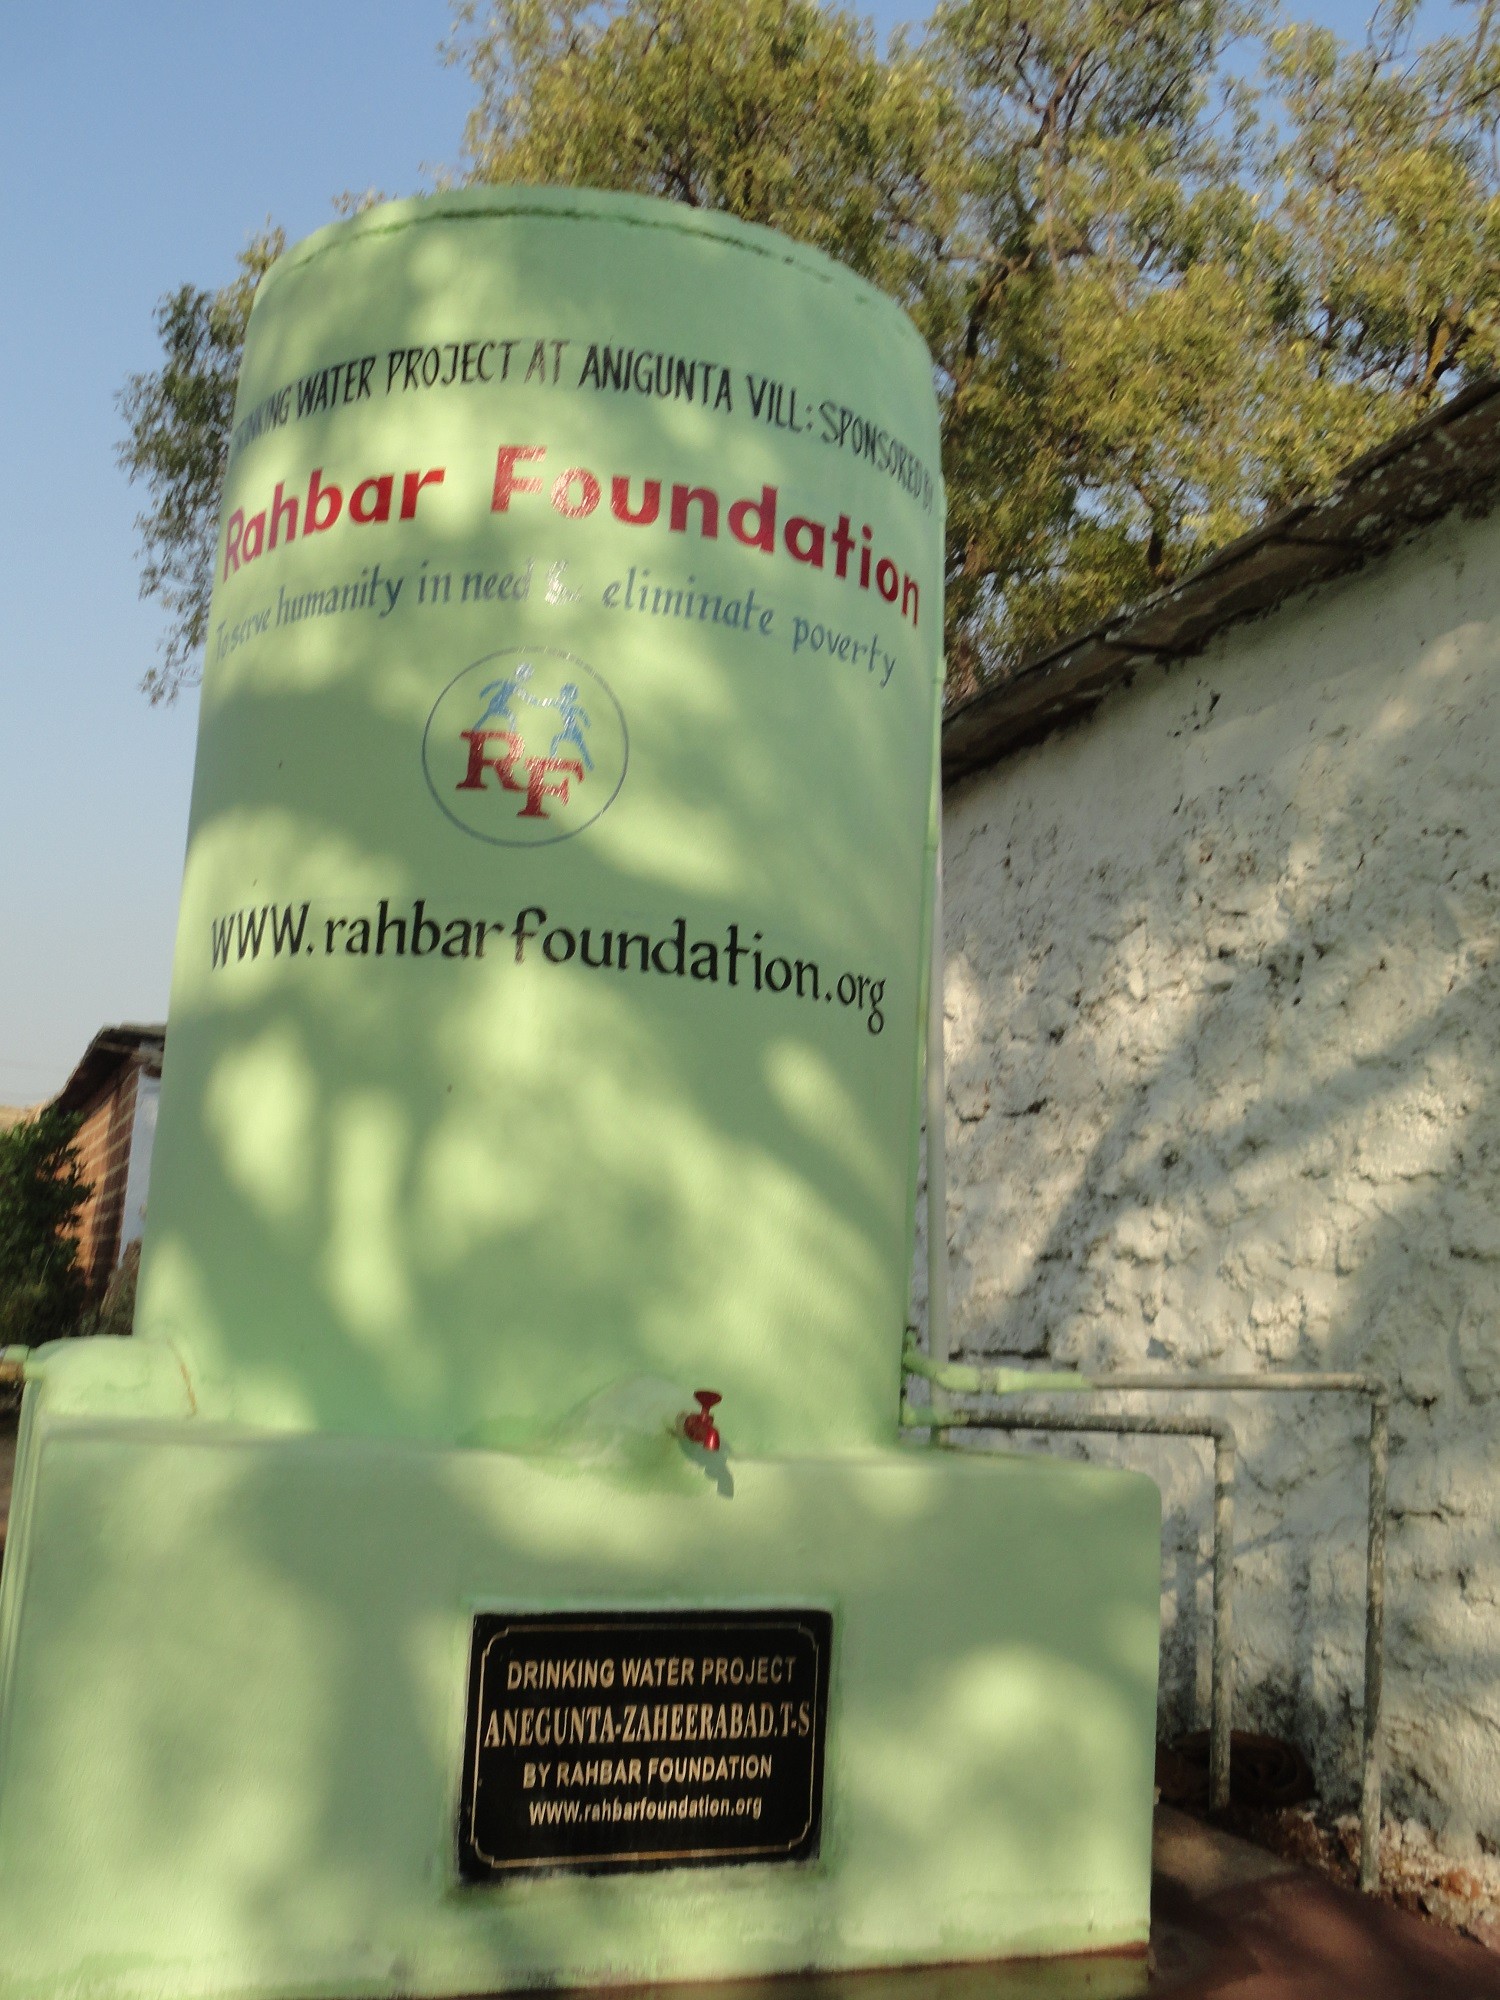 DRINKING WATER PROJECT AT ANIGUNTA VILL: SPONSORED BY
Rahbar Foundation
To serve humanity in need & eliminate poverty
RF
WWW.rahbarfoundation.org
DRINKING WATER PROJECT
ANEGUNTA-ZAHEERABAD.T-S
BY RAHBAR FOUNDATION
WWW.rahbarfoundation.org